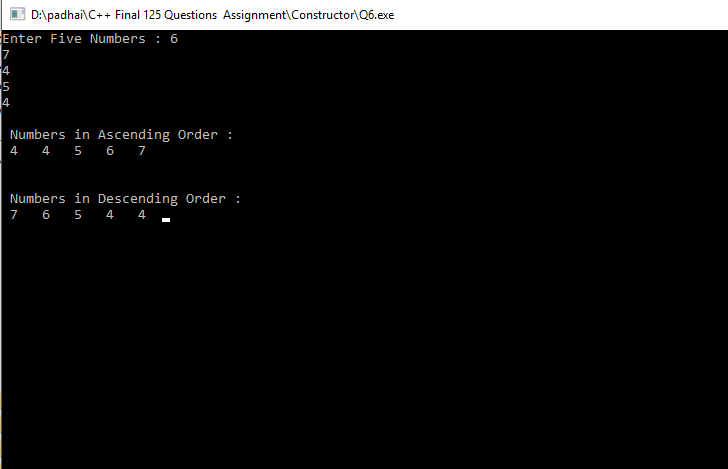 D:\padhai\C++ Final 125 Questions  Assignment\Constructor\Q6.exe
Enter Five Numbers : 6
7
4
5
4
Numbers in Ascending Order :
4   4   5   6   7
Numbers in Descending Order :
7   6   5   4   4